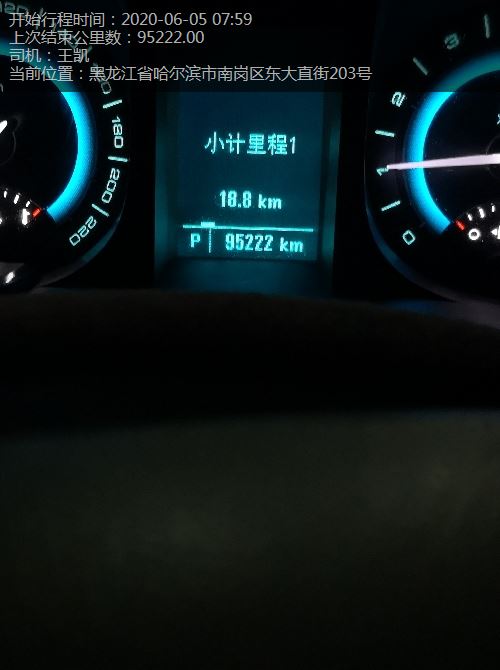 开始行程时间：2020-06-05 07:59
上次结束公里数：95222.00
司机：王凯
当前位置：黑龙江省哈尔滨市南岗区东大直街203号
小计里程1
18.8 km
P 95222 km
180
200
220
3
2
1
0
0